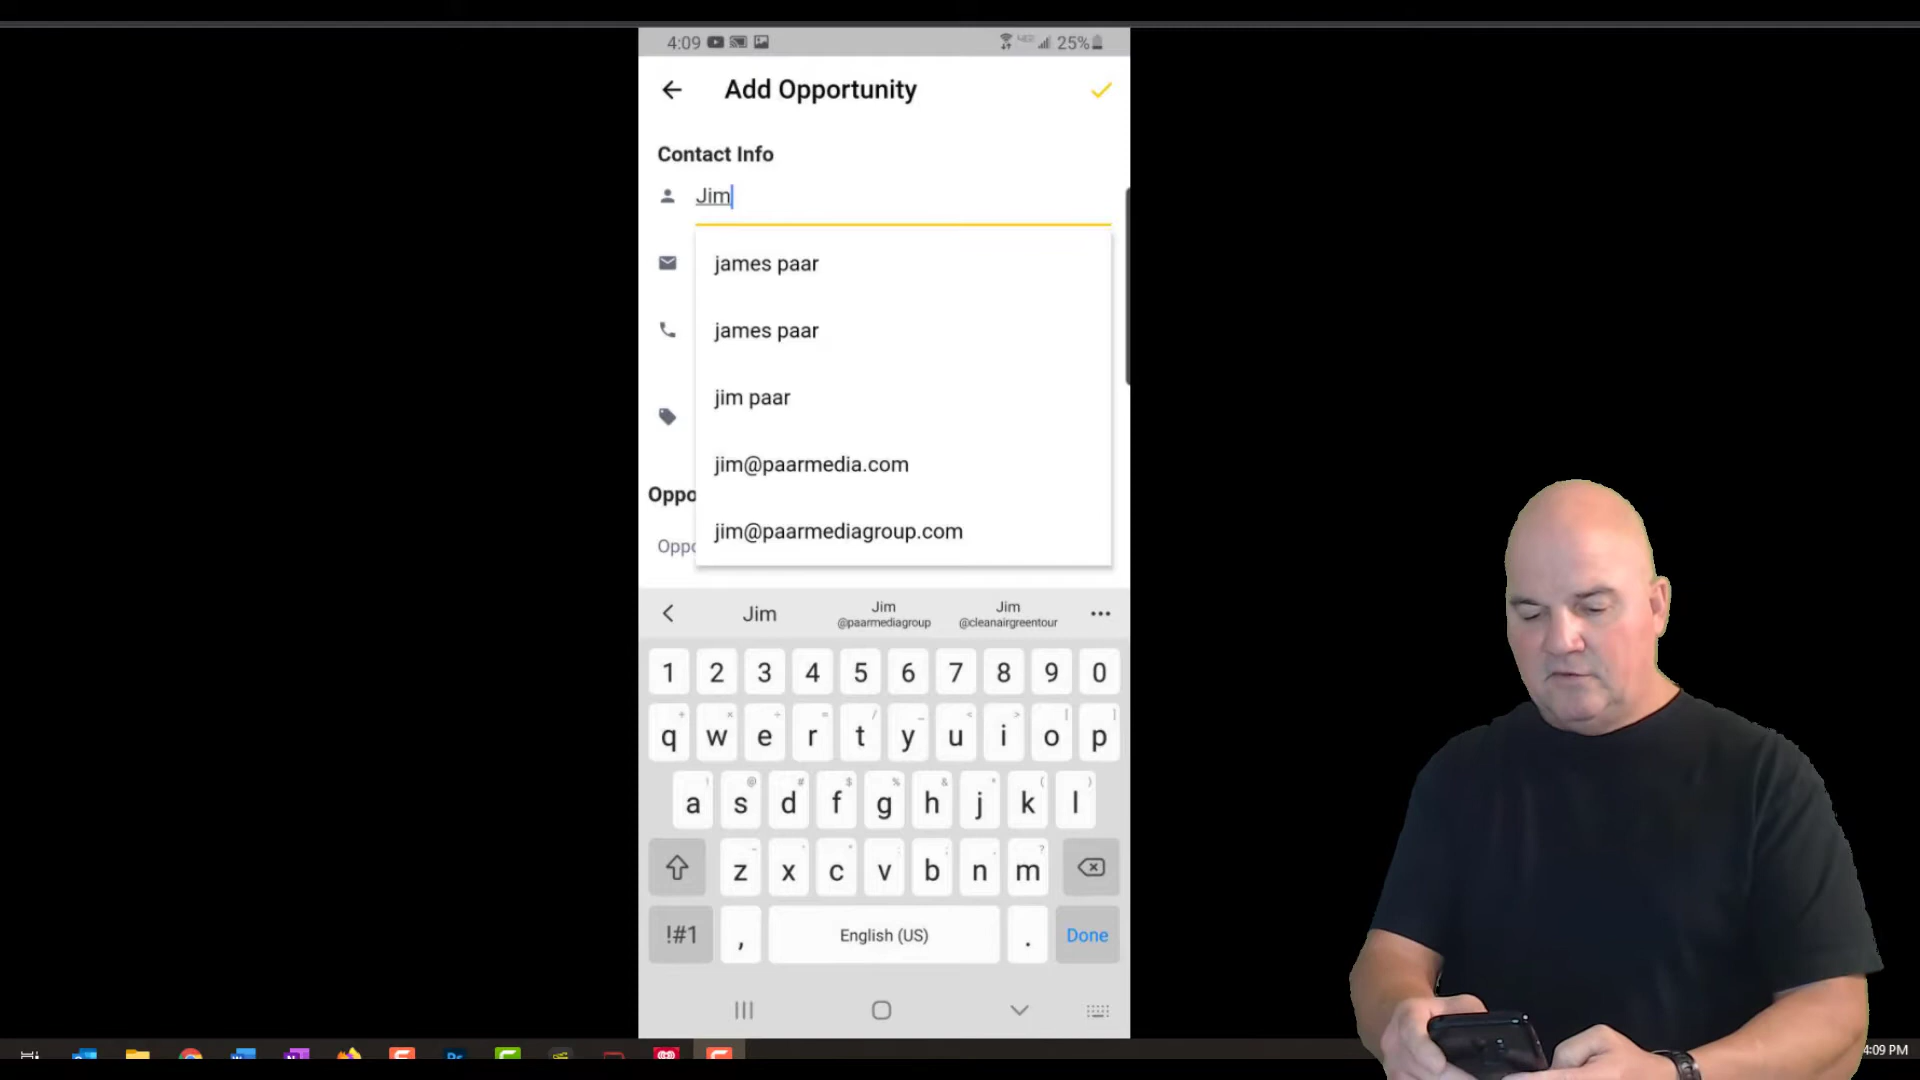 4:09
25%
Add Opportunity
Contact Info
Jim
james paar
james paar
jim paar
jim@paarmedia.com
Oppo
jim@paarmediagroup.com
Oppo
Jim
Jim
@paarmediagroup
Jim
@cleanairgreentour
1 2 3 4 5 6 7 8 9 0
q w e r t y u i o p
a s d f g h j k l
z x c v b n m
!#1 , English (US) . Done
4:09 PM